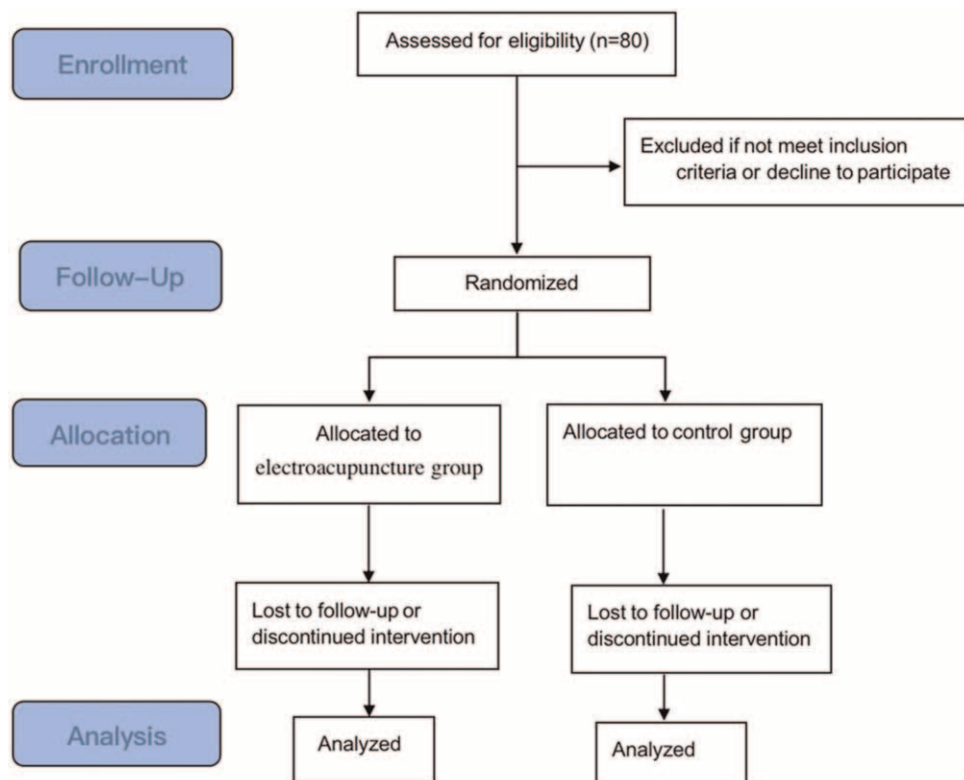 Enrollment
Assessed for eligibility (n=80)
Excluded if not meet inclusion
criteria or decline to participate
Follow-Up
Randomized
Allocation
Allocated to
electroacupuncture group
Allocated to control group
Lost to follow-up or
discontinued intervention
Lost to follow-up or
discontinued intervention
Analysis
Analyzed
Analyzed